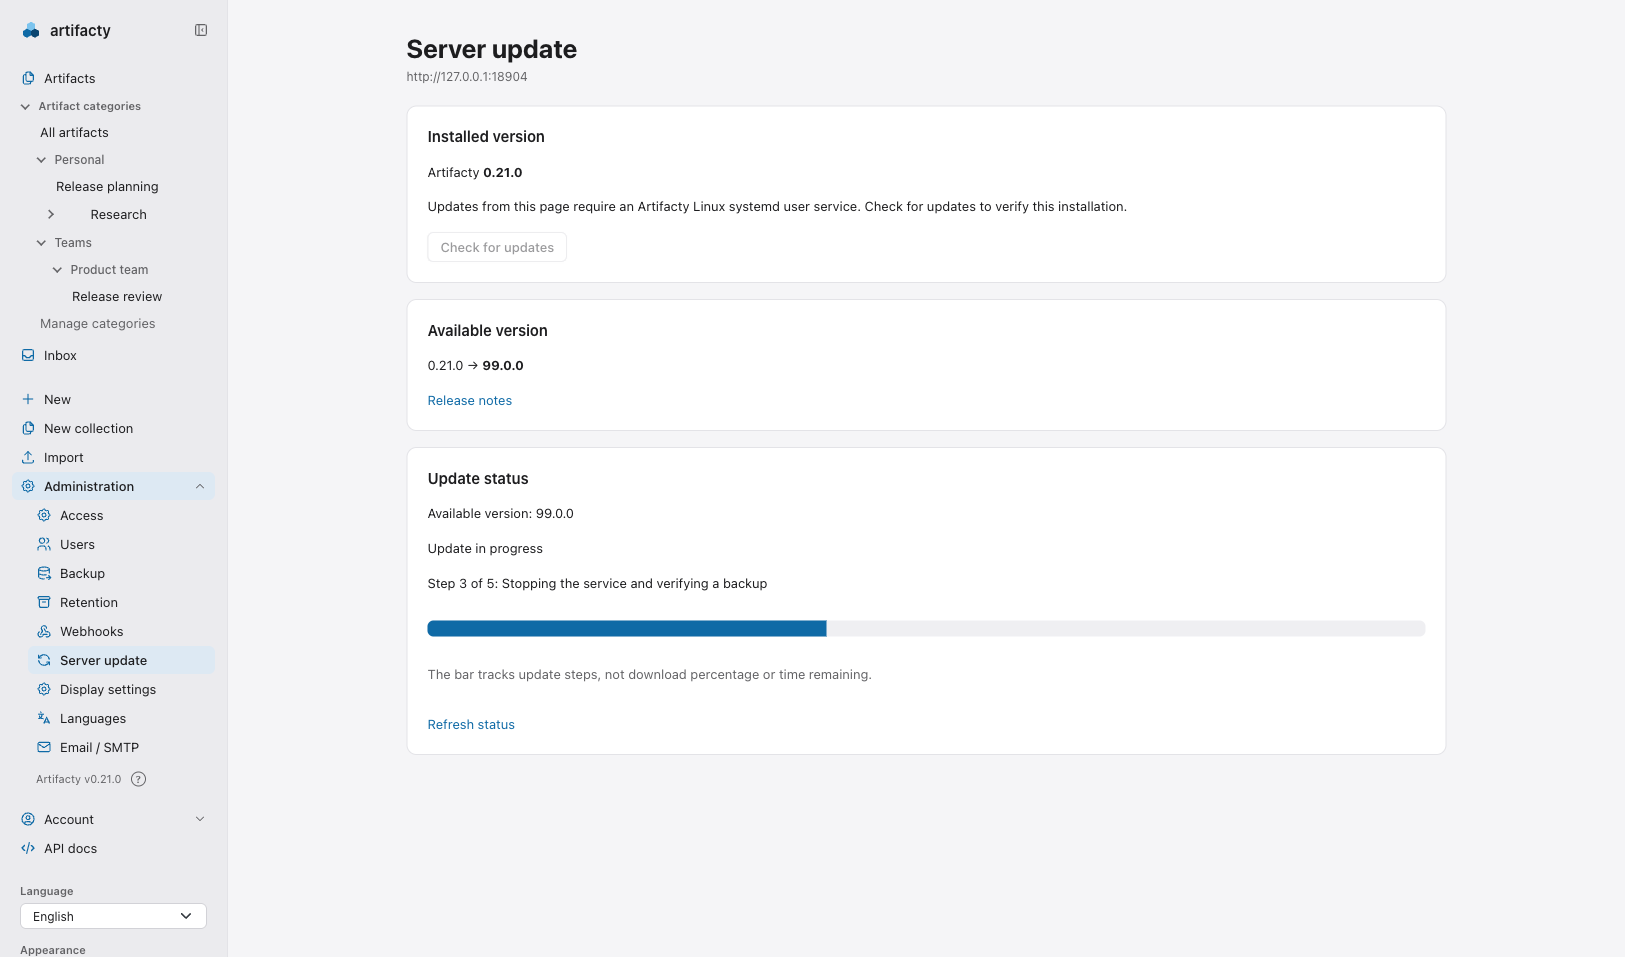 artifacty
Artifacts
Artifact categories
All artifacts
Personal
Release planning
Research
Teams
Product team
Release review
Manage categories
Inbox
New
New collection
Import
Administration
Access
Users
Backup
Retention
Webhooks
Server update
Display settings
Languages
Email / SMTP
Artifacty v0.21.0 ?
Account
API docs
Language
English
Appearance
Server update
http://127.0.0.1:18904
Installed version
Artifacty 0.21.0
Updates from this page require an Artifacty Linux systemd user service. Check for updates to verify this installation.
Check for updates
Available version
0.21.0 → 99.0.0
Release notes
Update status
Available version: 99.0.0
Update in progress
Step 3 of 5: Stopping the service and verifying a backup
The bar tracks update steps, not download percentage or time remaining.
Refresh status